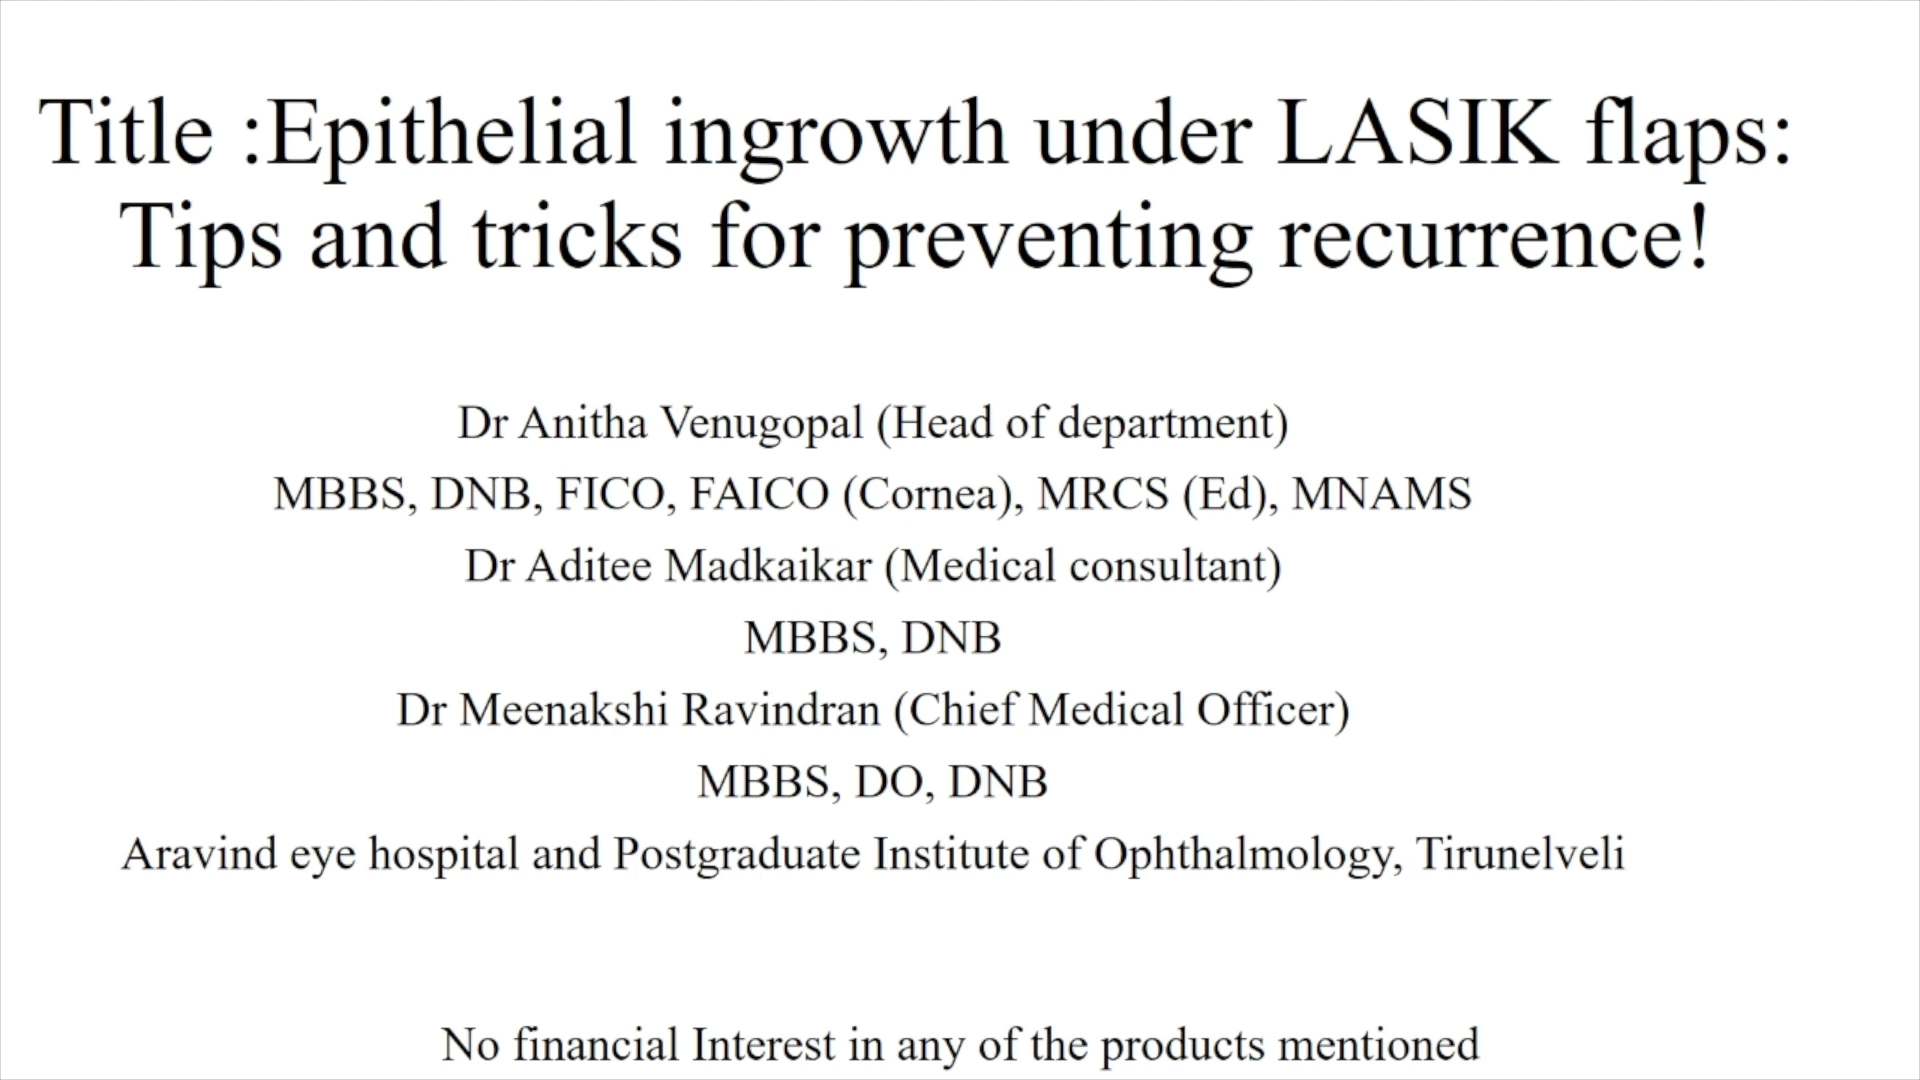 Title :Epithelial ingrowth under LASIK flaps:
Tips and tricks for preventing recurrence!
Dr Anitha Venugopal (Head of department)
MBBS, DNB, FICO, FAICO (Cornea), MRCS (Ed), MNAMS
Dr Aditee Madkaikar (Medical consultant)
MBBS, DNB
Dr Meenakshi Ravindran (Chief Medical Officer)
MBBS, DO, DNB
Aravind eye hospital and Postgraduate Institute of Ophthalmology, Tirunelveli
No financial Interest in any of the products mentioned